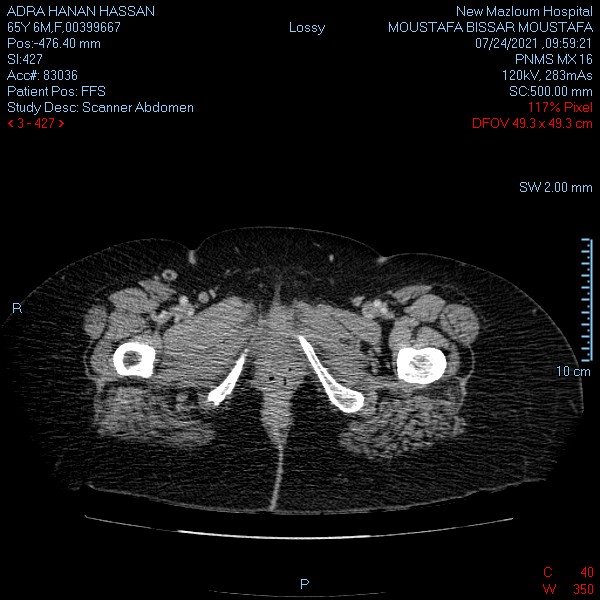 ADRA HANAN HASSAN
65Y 6M,F,00399667
Pos:-476.40 mm
SI:427
Acc#: 83036
Patient Pos: FFS
Study Desc: Scanner Abdomen
< 3 - 427 >
Lossy
New Mazloum Hospital
MOUSTAFA BISSAR MOUSTAFA
07/24/2021 ,09:59:21
PNMS MX 16
120kV, 283mAs
SC:500.00 mm
117% Pixel
DFOV 49.3 x 49.3 cm
SW 2.00 mm
R
10 cm
P
C 40
W 350